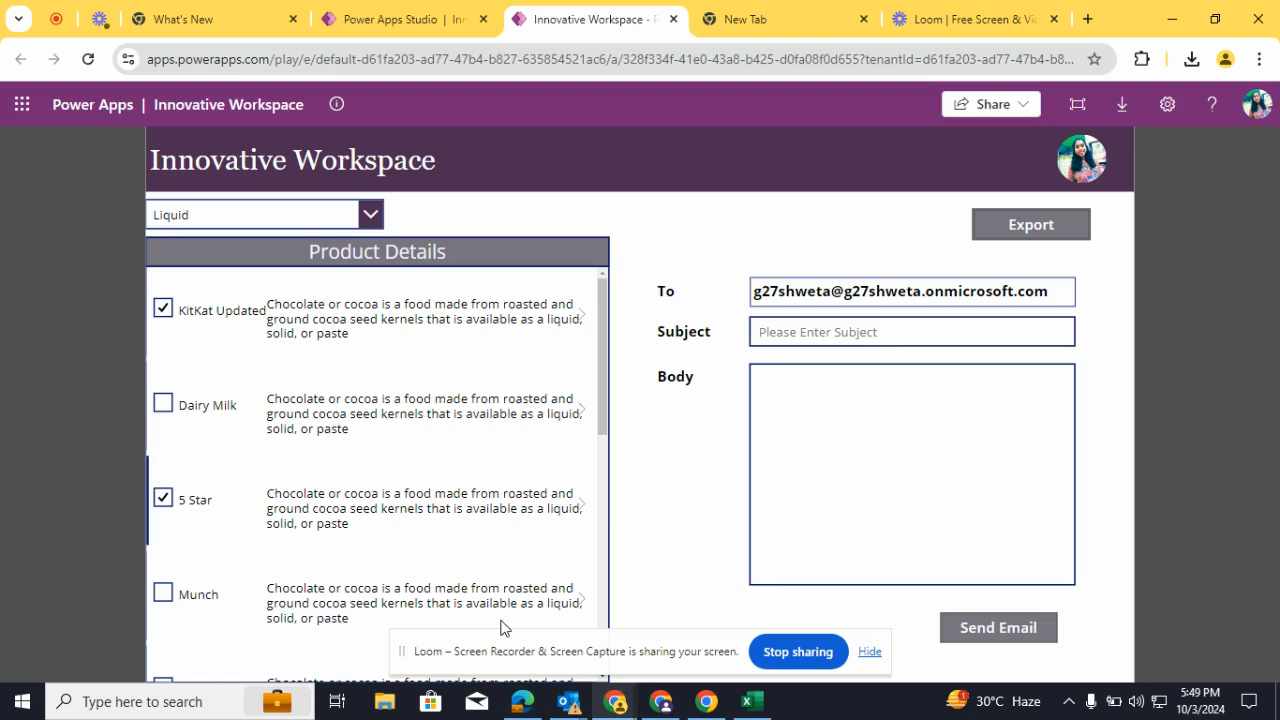 What's New
Power Apps Studio | Inn
Innovative Workspace - P
New Tab
Loom | Free Screen & Vid
apps.powerapps.com/play/e/default-d61fa203-ad77-47b4-b827-535854521ac6/a/328f334f-41e0-43a8-b425-d0fa08f0d655?tenantId=d61fa203-ad77-47b4-b8...
Power Apps | Innovative Workspace
Share
Innovative Workspace
Liquid
Export
Product Details
KitKat Updated
Chocolate or cocoa is a food made from roasted and
ground cocoa seed kernels that is available as a liquid,
solid, or paste
Dairy Milk
Chocolate or cocoa is a food made from roasted and
ground cocoa seed kernels that is available as a liquid,
solid, or paste
5 Star
Chocolate or cocoa is a food made from roasted and
ground cocoa seed kernels that is available as a liquid,
solid, or paste
Munch
Chocolate or cocoa is a food made from roasted and
ground cocoa seed kernels that is available as a liquid,
solid, or paste
To
g27shweta@g27shweta.onmicrosoft.com
Subject
Please Enter Subject
Body
Send Email
Loom – Screen Recorder & Screen Capture is sharing your screen.
Stop sharing
Hide
Type here to search
30°C Haze
5:49 PM
10/3/2024